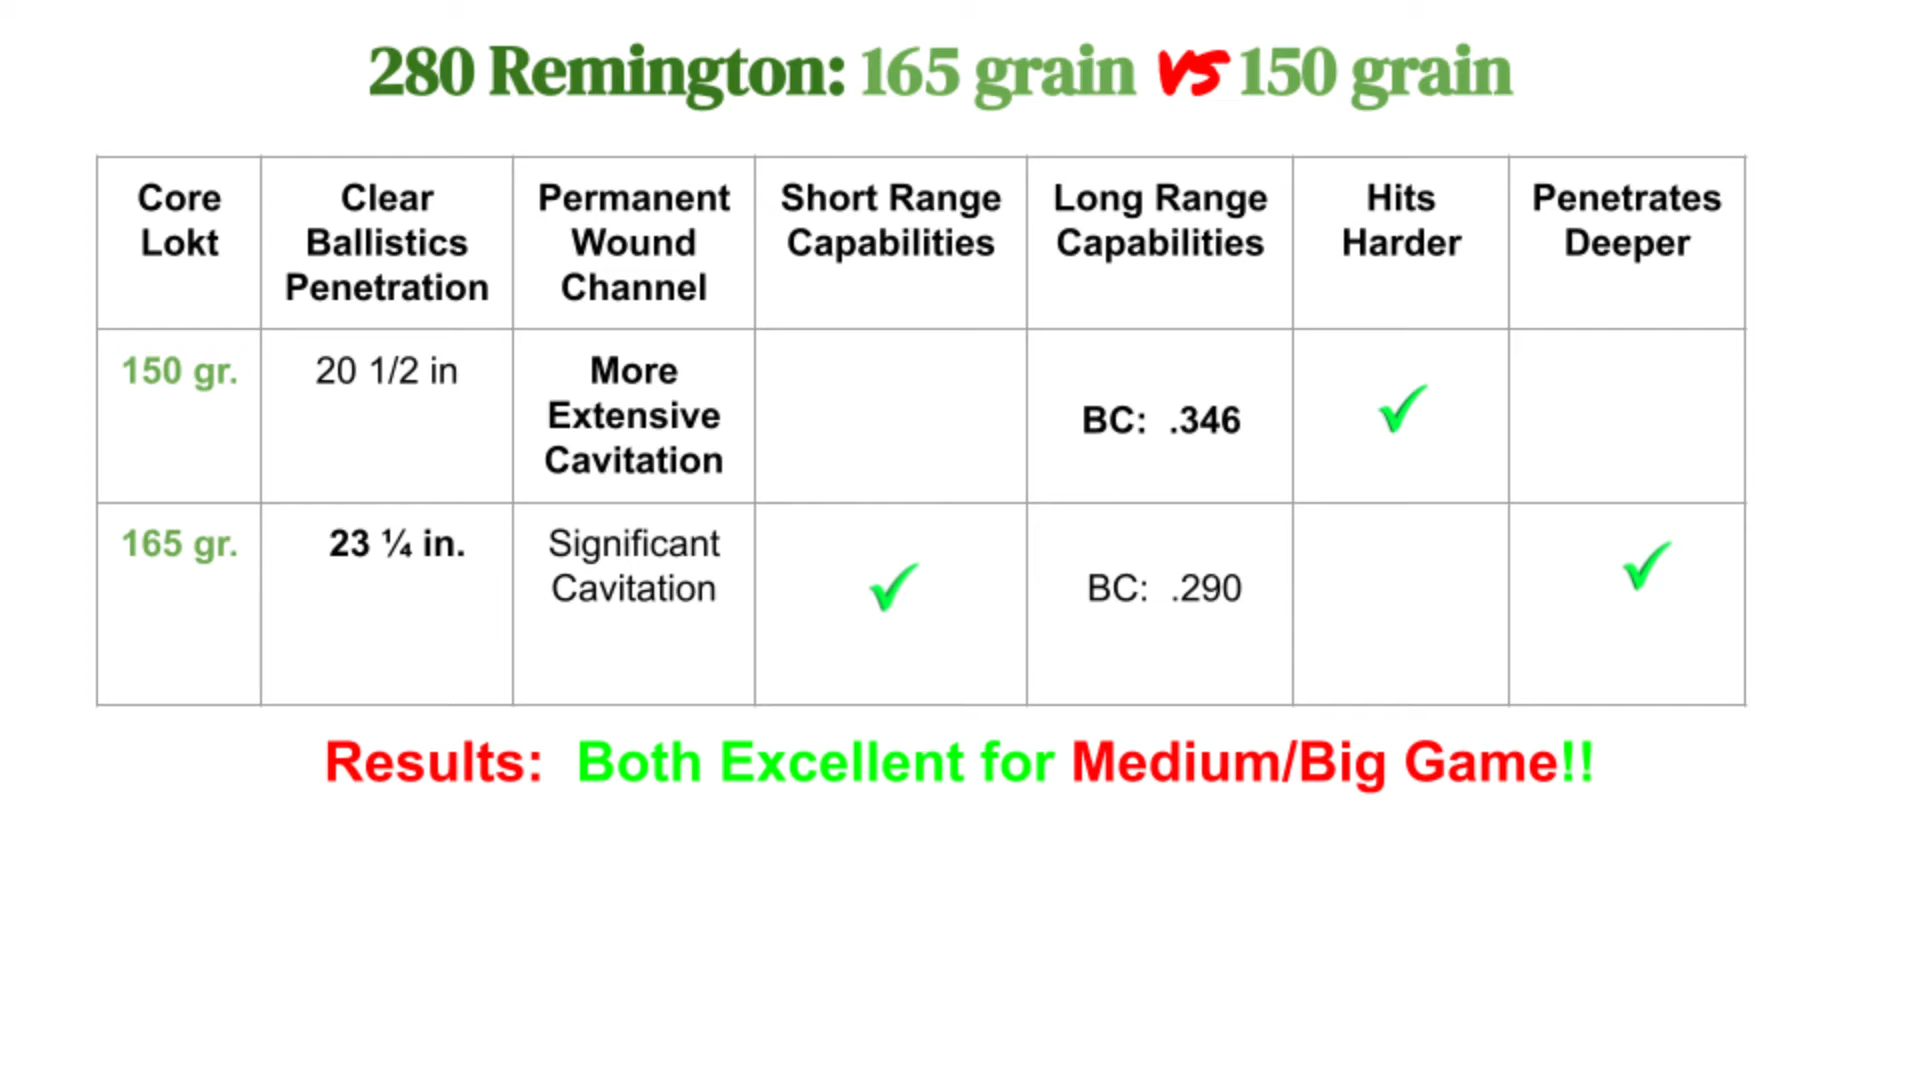 280 Remington: 165 grain VS 150 grain
Core Lokt
Clear Ballistics Penetration
Permanent Wound Channel
Short Range Capabilities
Long Range Capabilities
Hits Harder
Penetrates Deeper
150 gr.
20 1/2 in
More Extensive Cavitation
BC: .346
165 gr.
23 ¼ in.
Significant Cavitation
BC: .290
Results: Both Excellent for Medium/Big Game!!